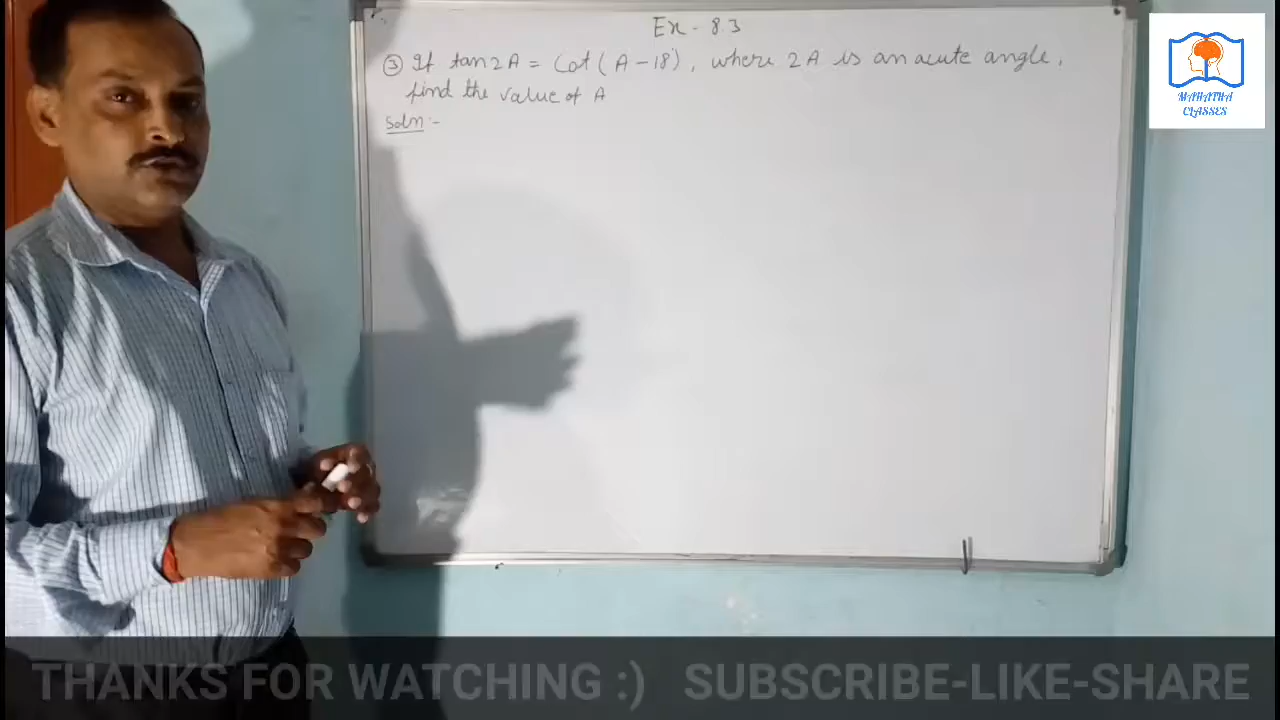 Ex - 8.3
③ If tan 2A = Cot (A - 18), where 2A is an acute angle,
find the value of A
Soln :-
MAHATHA
CLASSES
THANKS FOR WATCHING :) SUBSCRIBE-LIKE-SHARE